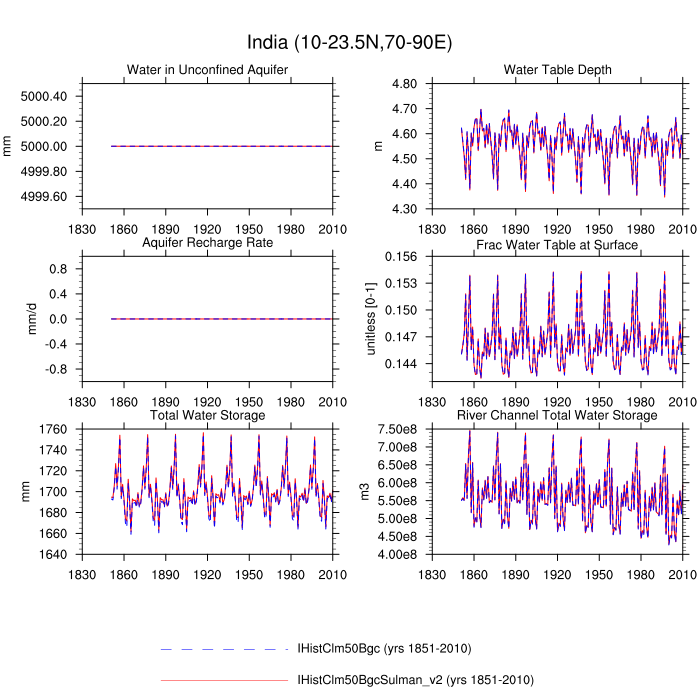 India (10-23.5N,70-90E)
Water in Unconfined Aquifer
5000.40
5000.20
5000.00
4999.80
4999.60
mm
1830 1860 1890 1920 1950 1980 2010
Water Table Depth
4.80
4.70
4.60
4.50
4.40
4.30
m
1830 1860 1890 1920 1950 1980 2010
Aquifer Recharge Rate
0.8
0.4
0.0
-0.4
-0.8
mm/d
1830 1860 1890 1920 1950 1980 2010
Frac Water Table at Surface
0.156
0.153
0.150
0.147
0.144
unitless [0-1]
1830 1860 1890 1920 1950 1980 2010
Total Water Storage
1760
1740
1720
1700
1680
1660
1640
mm
1830 1860 1890 1920 1950 1980 2010
River Channel Total Water Storage
7.50e8
7.00e8
6.50e8
6.00e8
5.50e8
5.00e8
4.50e8
4.00e8
m3
1830 1860 1890 1920 1950 1980 2010
IHistClm50Bgc (yrs 1851-2010)
IHistClm50BgcSulman_v2 (yrs 1851-2010)